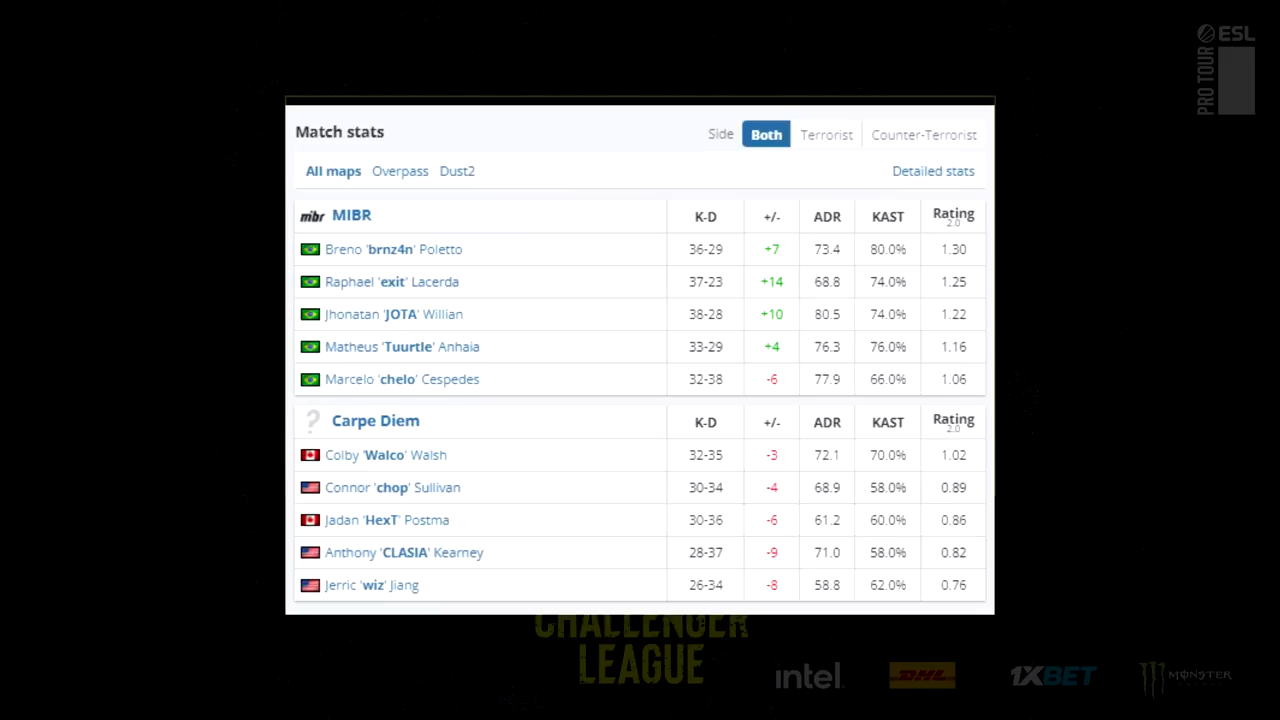 ESL
PRO TOUR
Match stats Side Both Terrorist Counter-Terrorist
All maps Overpass Dust2 Detailed stats
mibr MIBR K-D +/- ADR KAST Rating 2.0
Breno 'brnz4n' Poletto 36-29 +7 73.4 80.0% 1.30
Raphael 'exit' Lacerda 37-23 +14 68.8 74.0% 1.25
Jhonatan 'JOTA' Willian 38-28 +10 80.5 74.0% 1.22
Matheus 'Tuurtle' Anhaia 33-29 +4 76.3 76.0% 1.16
Marcelo 'chelo' Cespedes 32-38 -6 77.9 66.0% 1.06
? Carpe Diem K-D +/- ADR KAST Rating 2.0
Colby 'Walco' Walsh 32-35 -3 72.1 70.0% 1.02
Connor 'chop' Sullivan 30-34 -4 68.9 58.0% 0.89
Jadan 'HexT' Postma 30-36 -6 61.2 60.0% 0.86
Anthony 'CLASIA' Kearney 28-37 -9 71.0 58.0% 0.82
Jerric 'wiz' Jiang 26-34 -8 58.8 62.0% 0.76
CHALLENGER
LEAGUE
intel. DHL 1XBET MONSTER